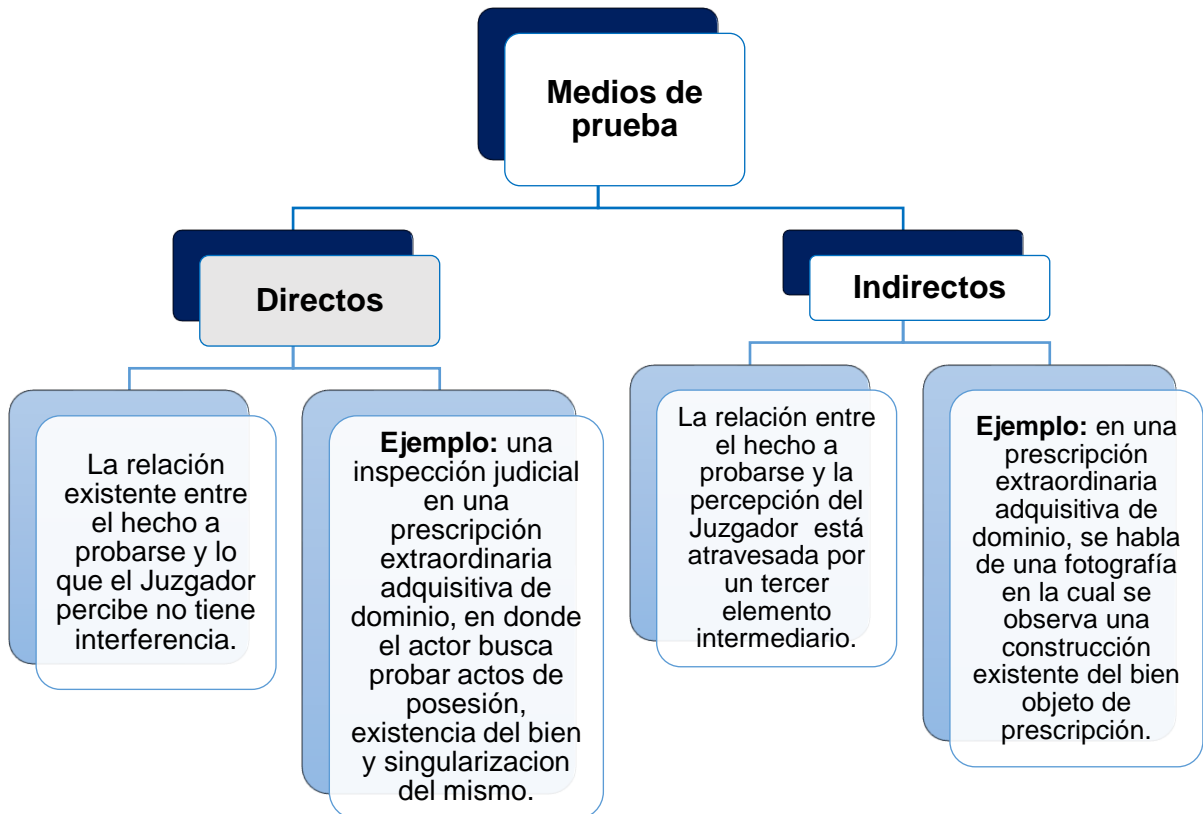 Medios de
prueba
Directos
Indirectos
La relación
existente entre
el hecho a
probarse y lo
que el Juzgador
percibe no tiene
interferencia.
Ejemplo: una
inspección judicial
en una
prescripción
extraordinaria
adquisitiva de
dominio, en donde
el actor busca
probar actos de
posesión,
existencia del bien
y singularizacion
del mismo.
La relación entre
el hecho a
probarse y la
percepción del
Juzgador está
atravesada por
un tercer
elemento
intermediario.
Ejemplo: en una
prescripción
extraordinaria
adquisitiva de
dominio, se habla
de una fotografía
en la cual se
observa una
construcción
existente del bien
objeto de
prescripción.